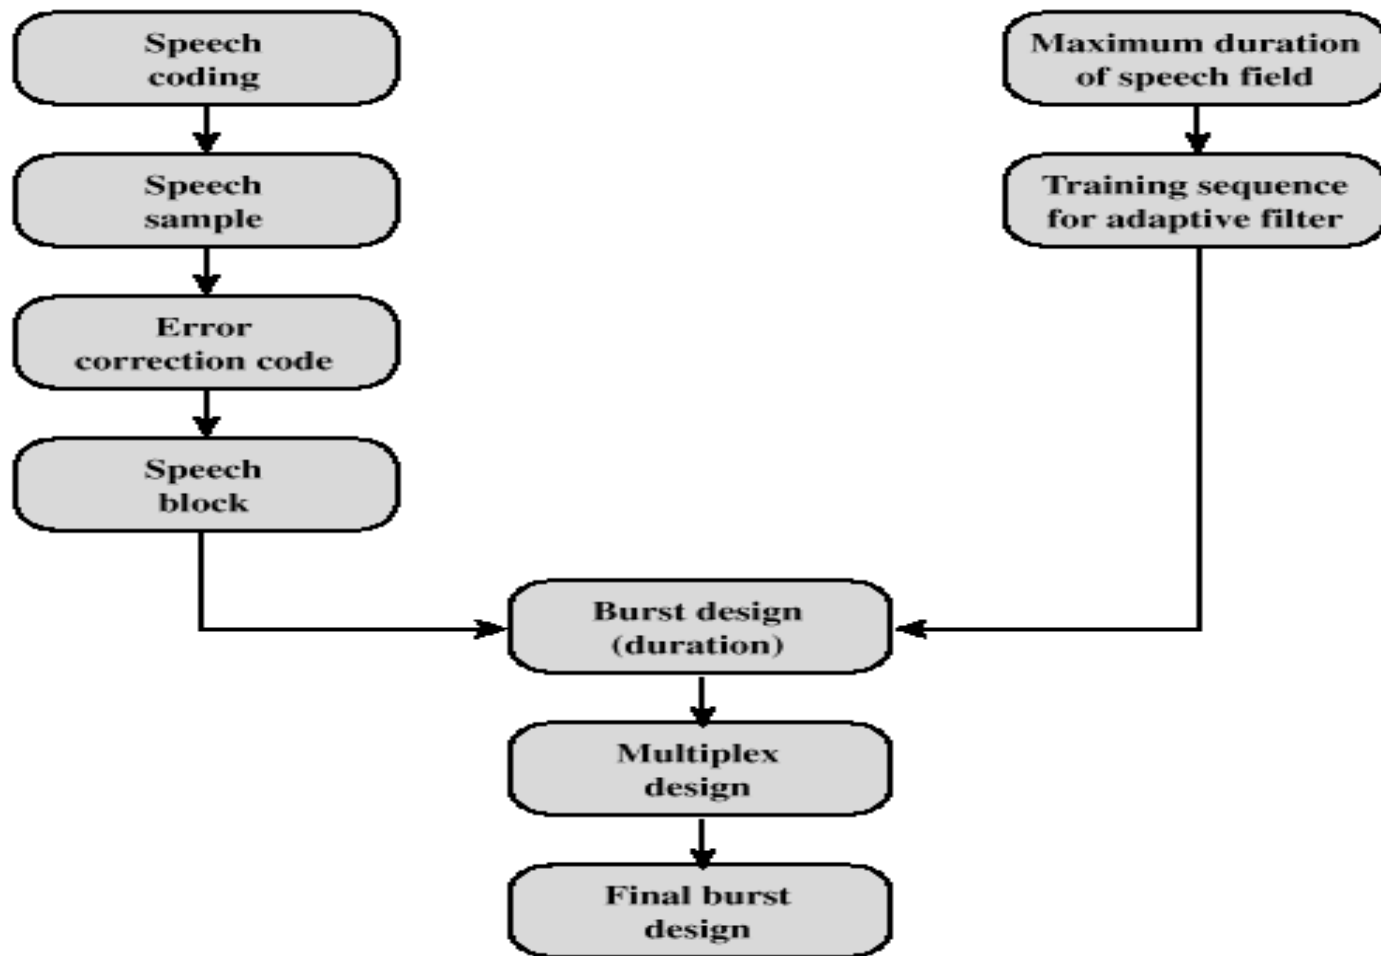 Speech
coding
Speech
sample
Error
correction code
Speech
block
Maximum duration
of speech field
Training sequence
for adaptive filter
Burst design
(duration)
Multiplex
design
Final burst
design